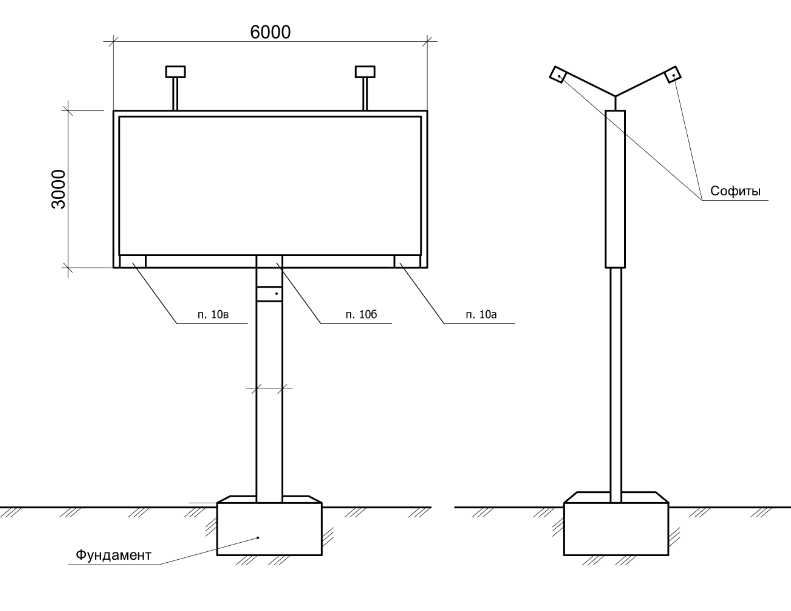 6000
3000
Софиты
п. 10в
п. 10б
п. 10а
Фундамент